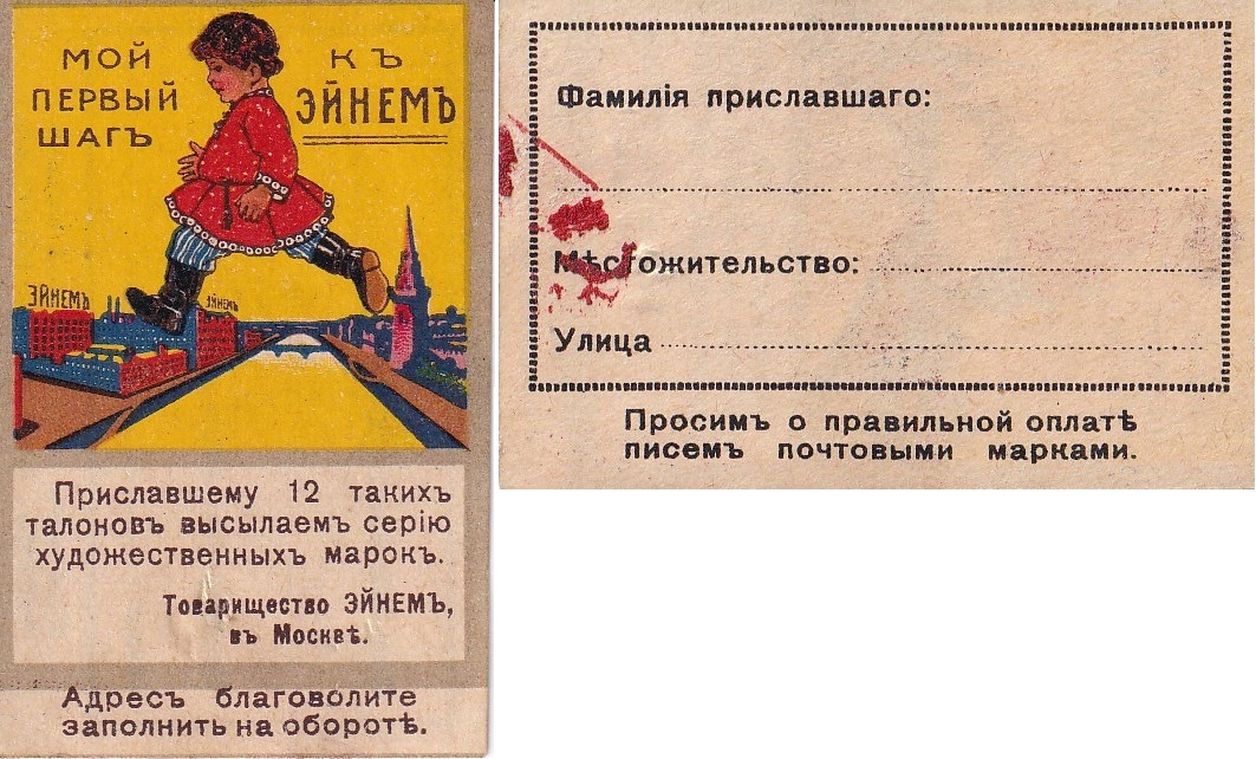 МОЙ
ПЕРВЫЙ
ШАГЪ
КЪ
ЭЙНЕМЪ
ЭЙНЕМЪ
ЭЙНЕМЪ
Приславшему 12 такихъ
талоновъ высылаемъ серію
художественныхъ марокъ.
Товарищество ЭЙНЕМЪ,
въ Москвѣ.
Адресъ благоволите
заполнить на оборотѣ.
Фамилія приславшаго:
Мѣстожительство:
Улица
Просимъ о правильной оплатѣ
писемъ почтовыми марками.